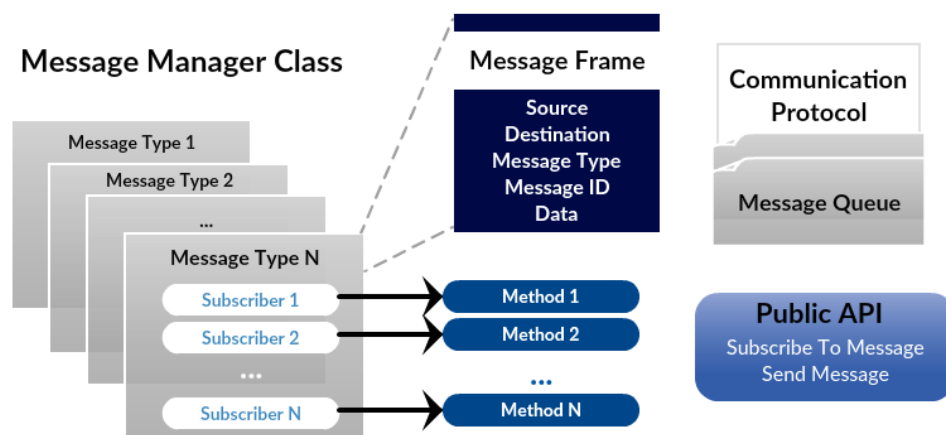 Message Manager Class
Message Type 1
Message Type 2
...
Message Type N
Subscriber 1
Subscriber 2
...
Subscriber N
Message Frame
Source
Destination
Message Type
Message ID
Data
Method 1
Method 2
...
Method N
Communication
Protocol
Message Queue
Public API
Subscribe To Message
Send Message